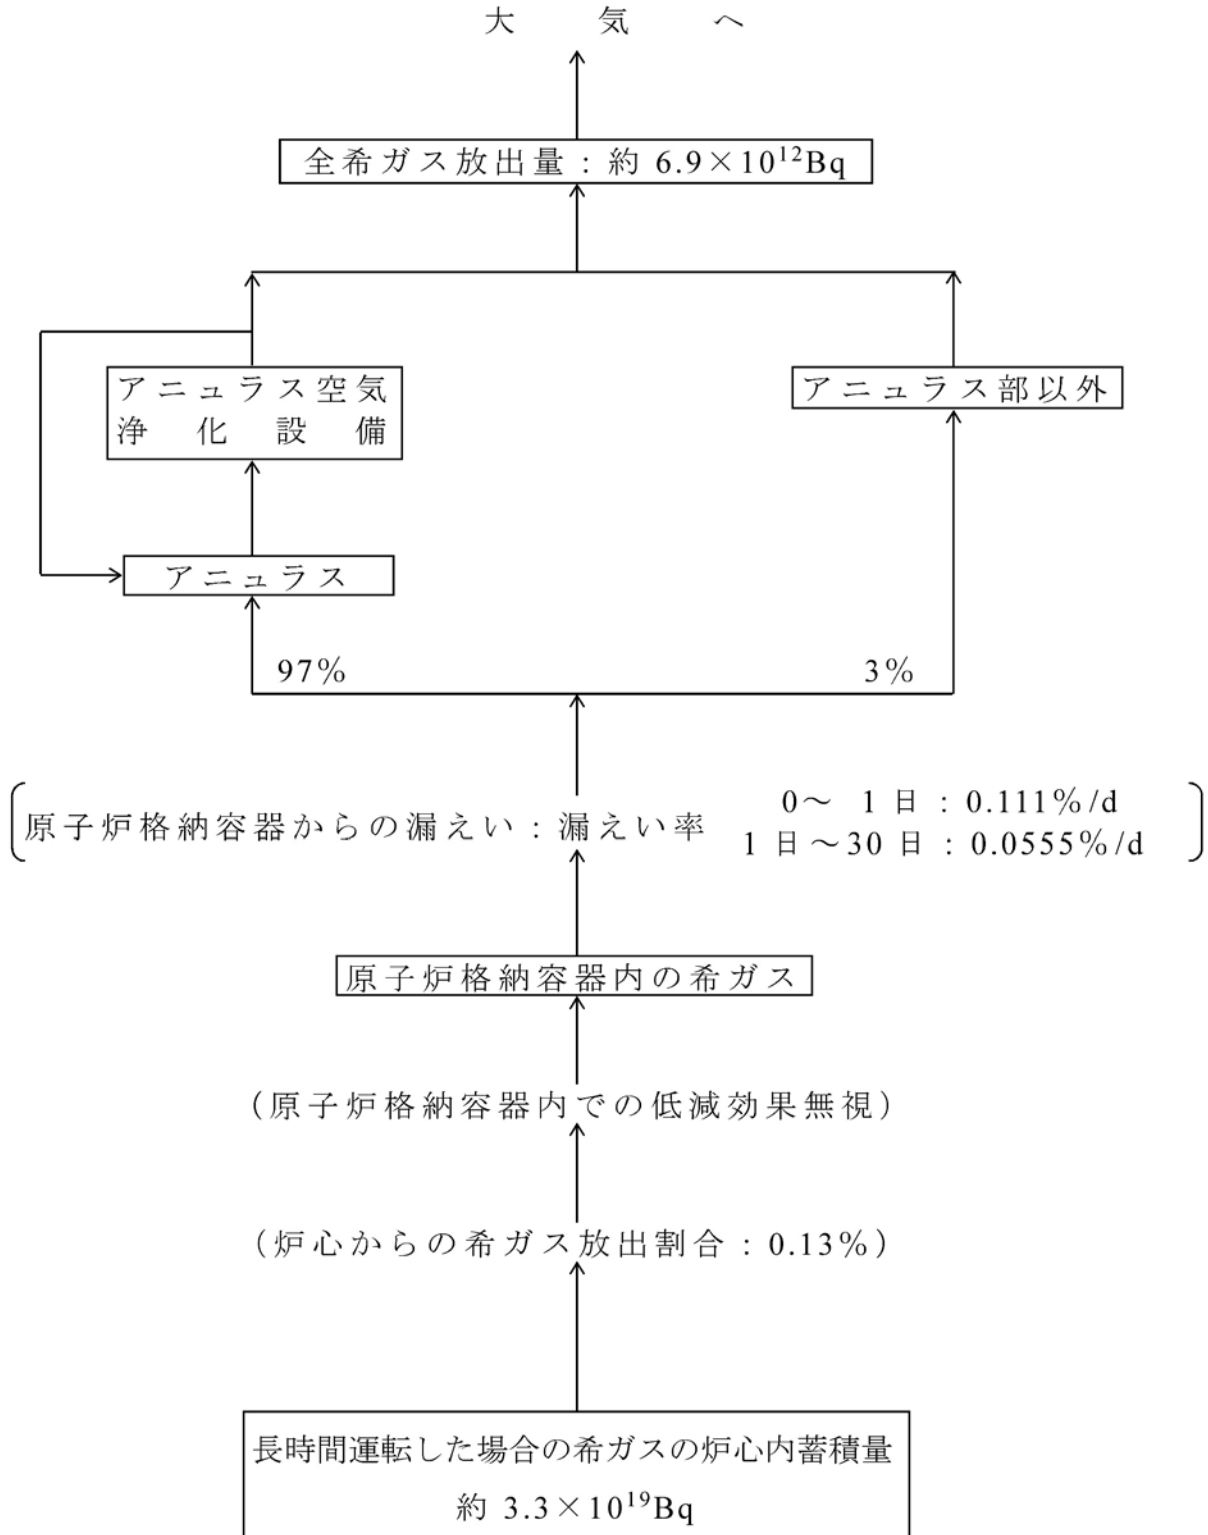 大気へ
全希ガス放出量：約 6.9×10¹²Bq
アニュラス空気
浄化設備
アニュラス部以外
アニュラス
97%
3%
原子炉格納容器からの漏えい：漏えい率
0～ 1 日：0.111%/d
1 日～30 日：0.0555%/d
原子炉格納容器内の希ガス
（原子炉格納容器内での低減効果無視）
（炉心からの希ガス放出割合：0.13%）
長時間運転した場合の希ガスの炉心内蓄積量
約 3.3×10¹⁹Bq